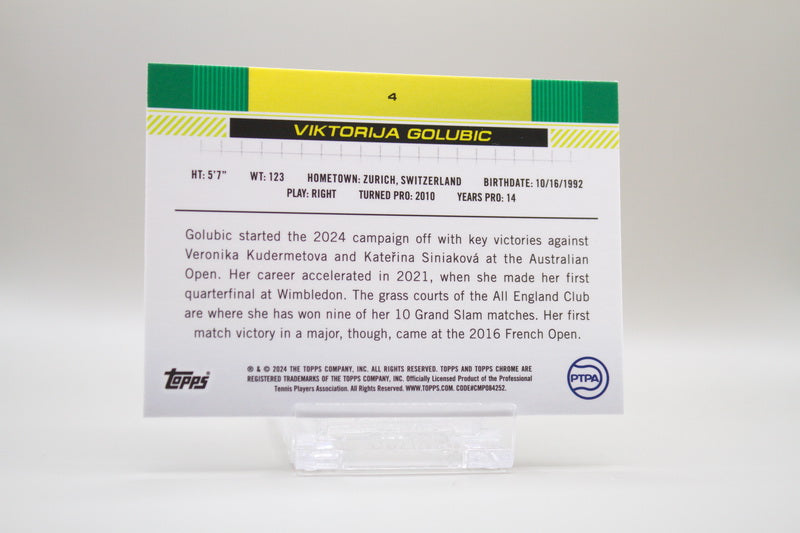 4
VIKTORIJA GOLUBIC
HT: 5'7" WT: 123 HOMETOWN: ZURICH, SWITZERLAND BIRTHDATE: 10/16/1992
PLAY: RIGHT TURNED PRO: 2010 YEARS PRO: 14
Golubic started the 2024 campaign off with key victories against
Veronika Kudermetova and Kateřina Siniaková at the Australian
Open. Her career accelerated in 2021, when she made her first
quarterfinal at Wimbledon. The grass courts of the All England Club
are where she has won nine of her 10 Grand Slam matches. Her first
match victory in a major, though, came at the 2016 French Open.
Topps®
® & © 2024 THE TOPPS COMPANY, INC. ALL RIGHTS RESERVED. TOPPS AND TOPPS CHROME ARE
REGISTERED TRADEMARKS OF THE TOPPS COMPANY, INC. Officially Licensed Product of the Professional
Tennis Players Association. All Rights Reserved. WWW.TOPPS.COM. CODE#CMP084252.
PTPA